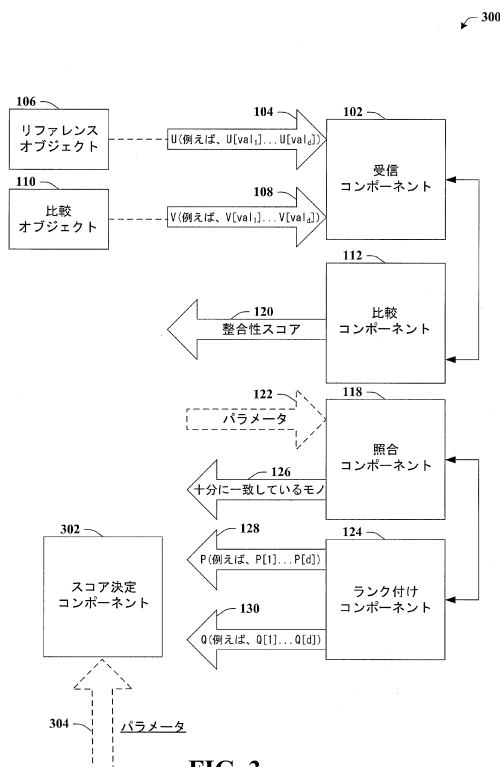 300
106
リファレンス
オブジェクト
104
U(例えば、U[val1]...U[vald])
102
受信
コンポーネント
110
比較
オブジェクト
108
V(例えば、V[val1]...V[vald])
112
比較
コンポーネント
120
整合性スコア
122
パラメータ
118
照合
コンポーネント
126
十分に一致しているモノ
302
スコア決定
コンポーネント
128
P(例えば、P[1]...P[d])
124
ランク付け
コンポーネント
130
Q(例えば、Q[1]...Q[d])
304
パラメータ
FIG. 3